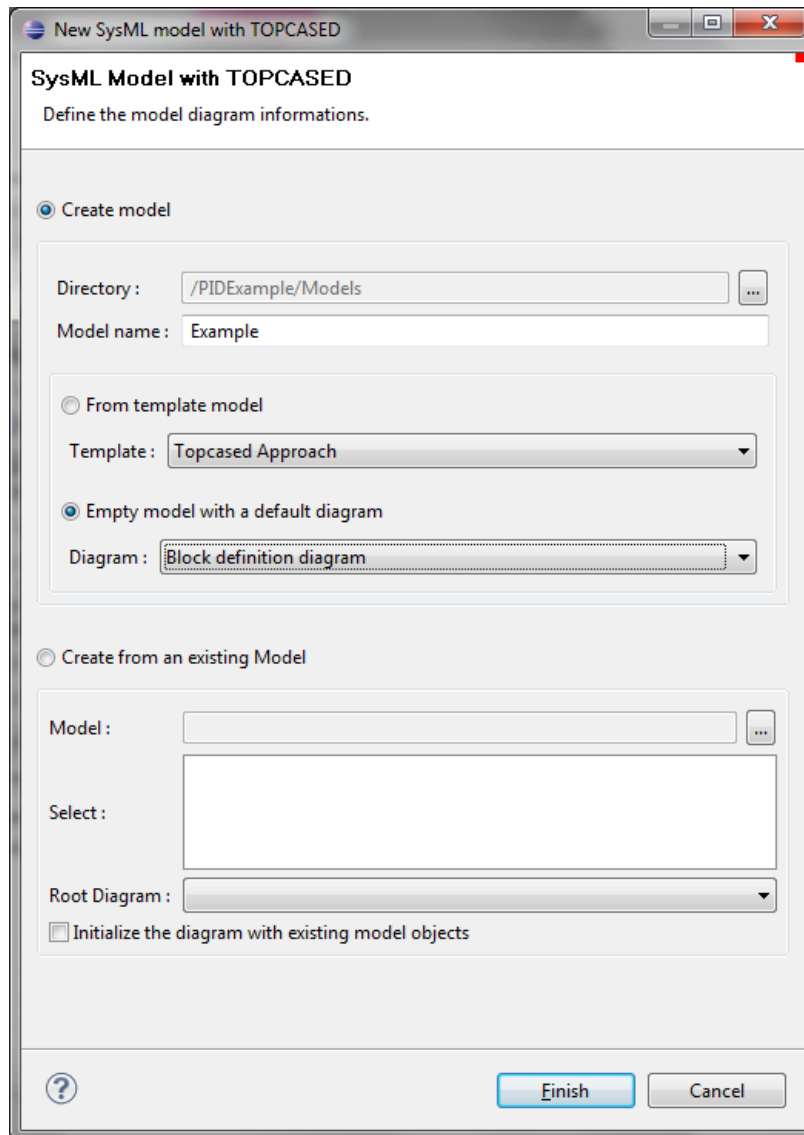 New SysML model with TOPCASED
SysML Model with TOPCASED
Define the model diagram informations.
Create model
Directory : /PIDExample/Models ...
Model name : Example
From template model
Template : Topcased Approach
Empty model with a default diagram
Diagram : Block definition diagram
Create from an existing Model
Model : ...
Select :
Root Diagram :
Initialize the diagram with existing model objects
? Finish Cancel